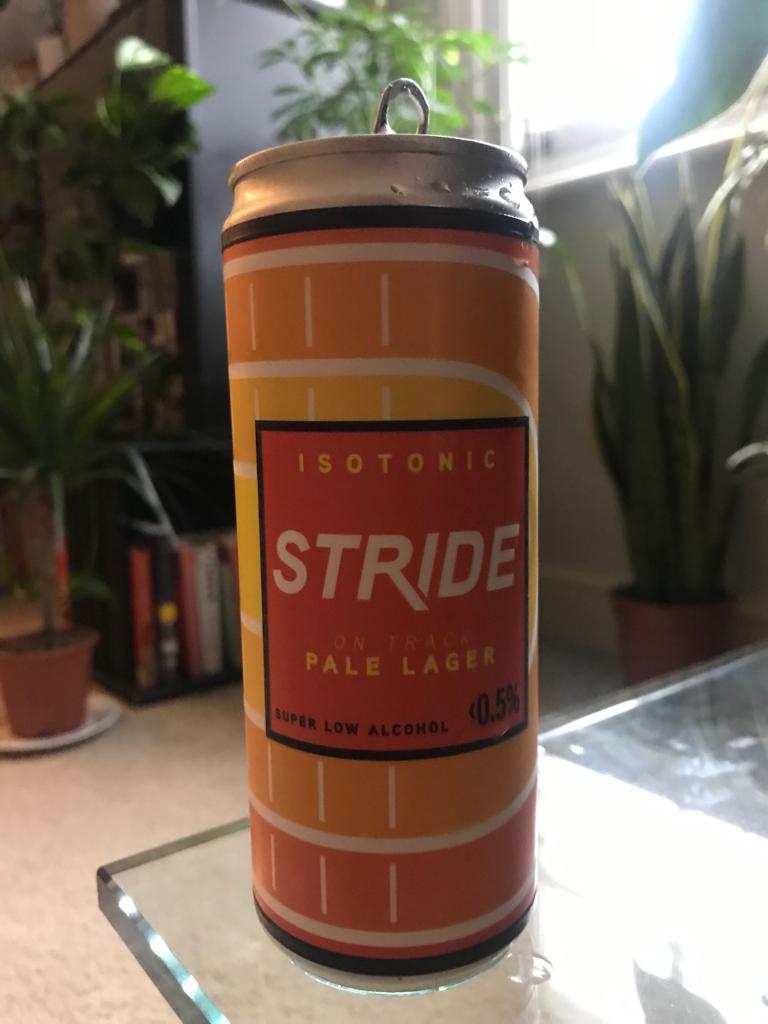 ISOTONIC
STRIDE
ON TRACK
PALE LAGER
SUPER LOW ALCOHOL <0.5%